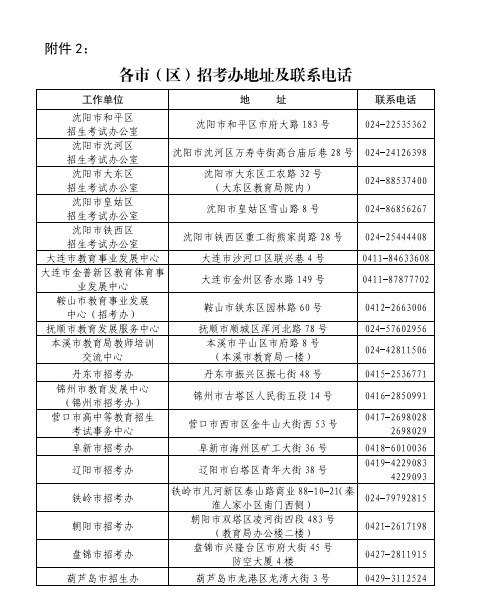 附件 2:
各市（区）招考办地址及联系电话
工作单位 地 址 联系电话
沈阳市和平区
招生考试办公室
沈阳市和平区市府大路 183 号
024-22535362
沈阳市沈河区
招生考试办公室
沈阳市沈河区万寿寺街高台庙后巷 28 号
024-24126398
沈阳市大东区
招生考试办公室
沈阳市大东区工农路 32 号
（大东区教育局院内）
024-88537400
沈阳市皇姑区
招生考试办公室
沈阳市皇姑区雪山路 8 号
024-86856267
沈阳市铁西区
招生考试办公室
沈阳市铁西区重工街熊家岗路 28 号
024-25444408
大连市教育事业发展中心
大连市沙河口区联兴巷 4 号
0411-84633608
大连市金普新区教育体育事
业发展中心
大连市金州区香水路 149 号
0411-87877702
鞍山市教育事业发展
中心（招考办）
鞍山市铁东区园林路 60 号
0412-2663006
抚顺市教育发展服务中心
抚顺市顺城区浑河北路 78 号
024-57602956
本溪市教育局教师培训
交流中心
本溪市平山区市府路 8 号
（本溪市教育局一楼）
024-42811506
丹东市招考办
丹东市振兴区振七街 48 号
0415-2536771
锦州市教育发展中心
（锦州市招考办）
锦州市古塔区人民街五段 14 号
0416-2850991
营口市高中等教育招生
考试事务中心
营口市西市区金牛山大街西 53 号
0417-2698028
2698029
阜新市招考办
阜新市海州区矿工大街 36 号
0418-6010036
辽阳市招考办
辽阳市白塔区青年大街 38 号
0419-4229083
4229093
铁岭市招考办
铁岭市凡河新区泰山路商业 88-10-21(秦
淮人家小区南门西侧)
024-79792815
朝阳市招考办
朝阳市双塔区凌河街四段 483 号
（教育局办公楼二楼）
0421-2617198
盘锦市招考办
盘锦市兴隆台区市府大街 45 号
防空大厦 4 楼
0427-2811915
葫芦岛市招生办
葫芦岛市龙港区龙湾大街 3 号
0429-3112524